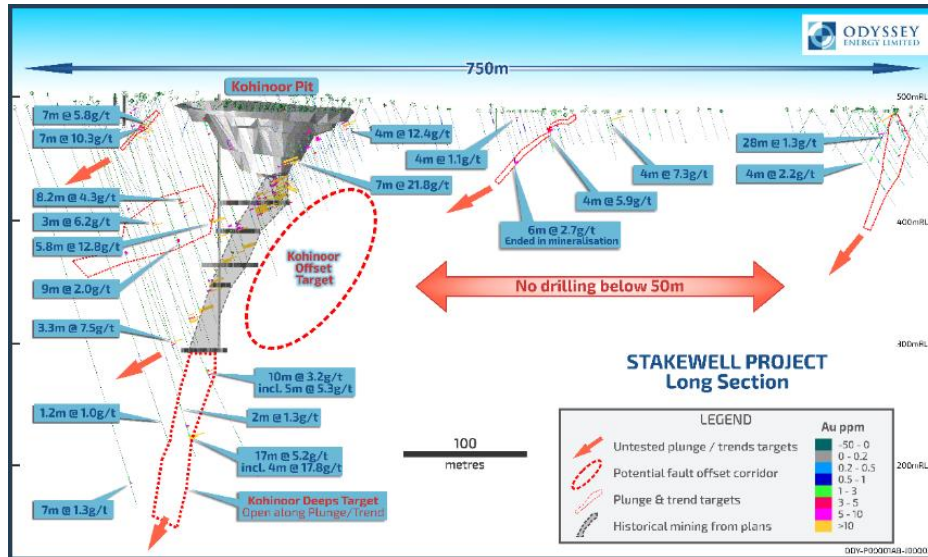 ODYSSEY
ENERGY LIMITED
750m
Kohinoor Pit
500mRL
7m @ 5.8g/t
7m @ 10.3g/t
4m @ 12.4g/t
4m @ 1.1g/t
7m @ 21.8g/t
4m @ 7.3g/t
28m @ 1.3g/t
4m @ 2.2g/t
8.2m @ 4.3g/t
3m @ 6.2g/t
5.8m @ 12.8g/t
9m @ 2.0g/t
4m @ 5.9g/t
6m @ 2.7g/t
Ended in mineralisation
400mRL
Kohinoor
Offset
Target
No drilling below 50m
3.3m @ 7.5g/t
300mRL
10m @ 3.2g/t
incl. 5m @ 5.3g/t
1.2m @ 1.0g/t
2m @ 1.3g/t
17m @ 5.2g/t
incl. 4m @ 17.8g/t
7m @ 1.3g/t
Kohinoor Deeps Target
Open along Plunge/Trend
100
metres
STAKEWELL PROJECT
Long Section
200mRL
LEGEND
Untested plunge / trends targets
Potential fault offset corridor
Plunge & trend targets
Historical mining from plans
Au ppm
-50 - 0
0 - 0.2
0.2 - 0.5
0.5 - 1
1 - 3
3 - 5
5 - 10
>10